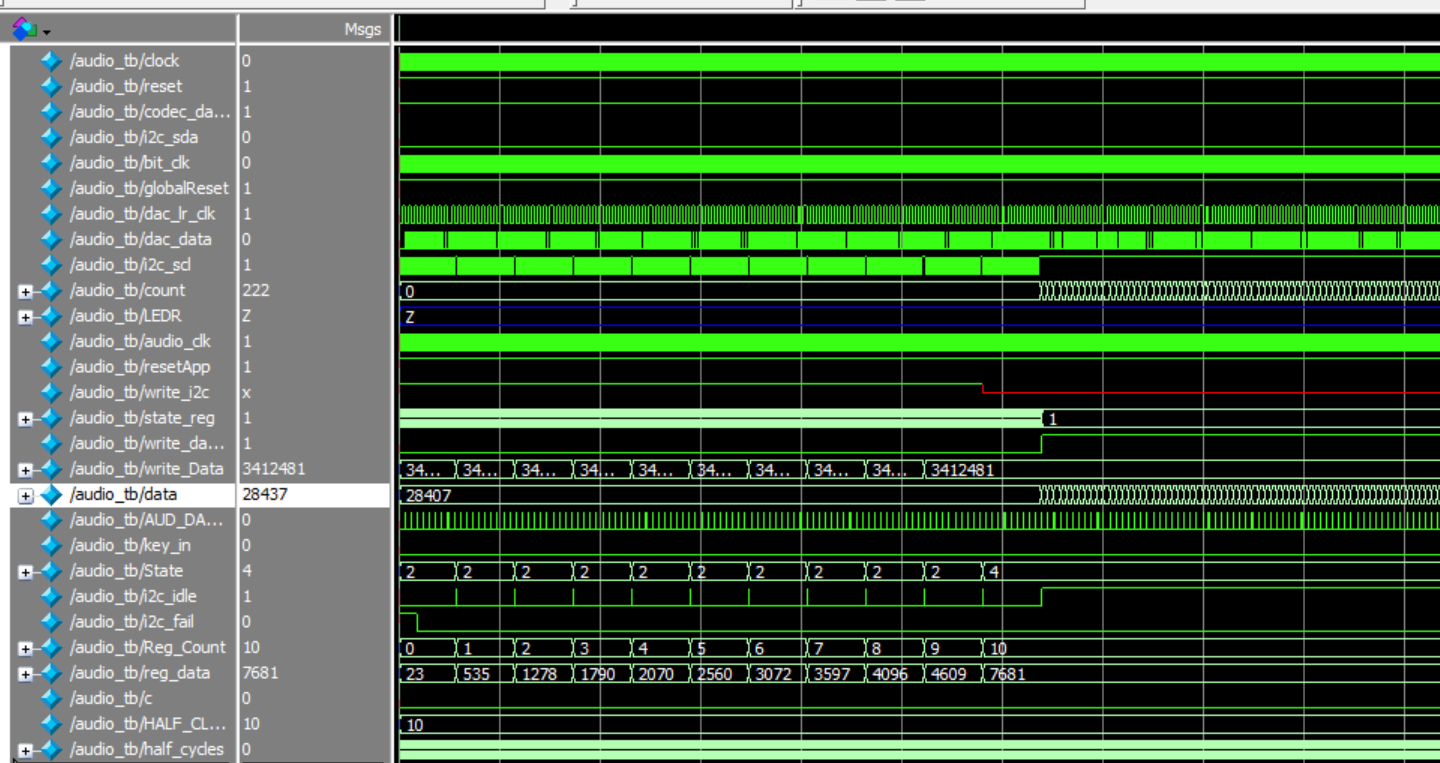 Msgs
/audio_tb/clock 0
/audio_tb/reset 1
/audio_tb/codec_da... 1
/audio_tb/i2c_sda 0
/audio_tb/bit_clk 0
/audio_tb/globalReset 1
/audio_tb/dac_lr_clk 1
/audio_tb/dac_data 0
/audio_tb/i2c_scl 1
/audio_tb/count 222 0
/audio_tb/LEDR Z Z
/audio_tb/audio_clk 1
/audio_tb/resetApp 1
/audio_tb/write_i2c x
/audio_tb/state_reg 1 1
/audio_tb/write_da... 1
/audio_tb/write_Data 3412481 34... 34... 34... 34... 34... 34... 34... 34... 34... 3412481
/audio_tb/data 28437 28407
/audio_tb/AUD_DA... 0
/audio_tb/key_in 0
/audio_tb/State 4 2 2 2 2 2 2 2 2 2 2 4
/audio_tb/i2c_idle 1
/audio_tb/i2c_fail 0
/audio_tb/Reg_Count 10 0 1 2 3 4 5 6 7 8 9 10
/audio_tb/reg_data 7681 23 535 1278 1790 2070 2560 3072 3597 4096 4609 7681
/audio_tb/c 0
/audio_tb/HALF_CL... 10 10
/audio_tb/half_cycles 0